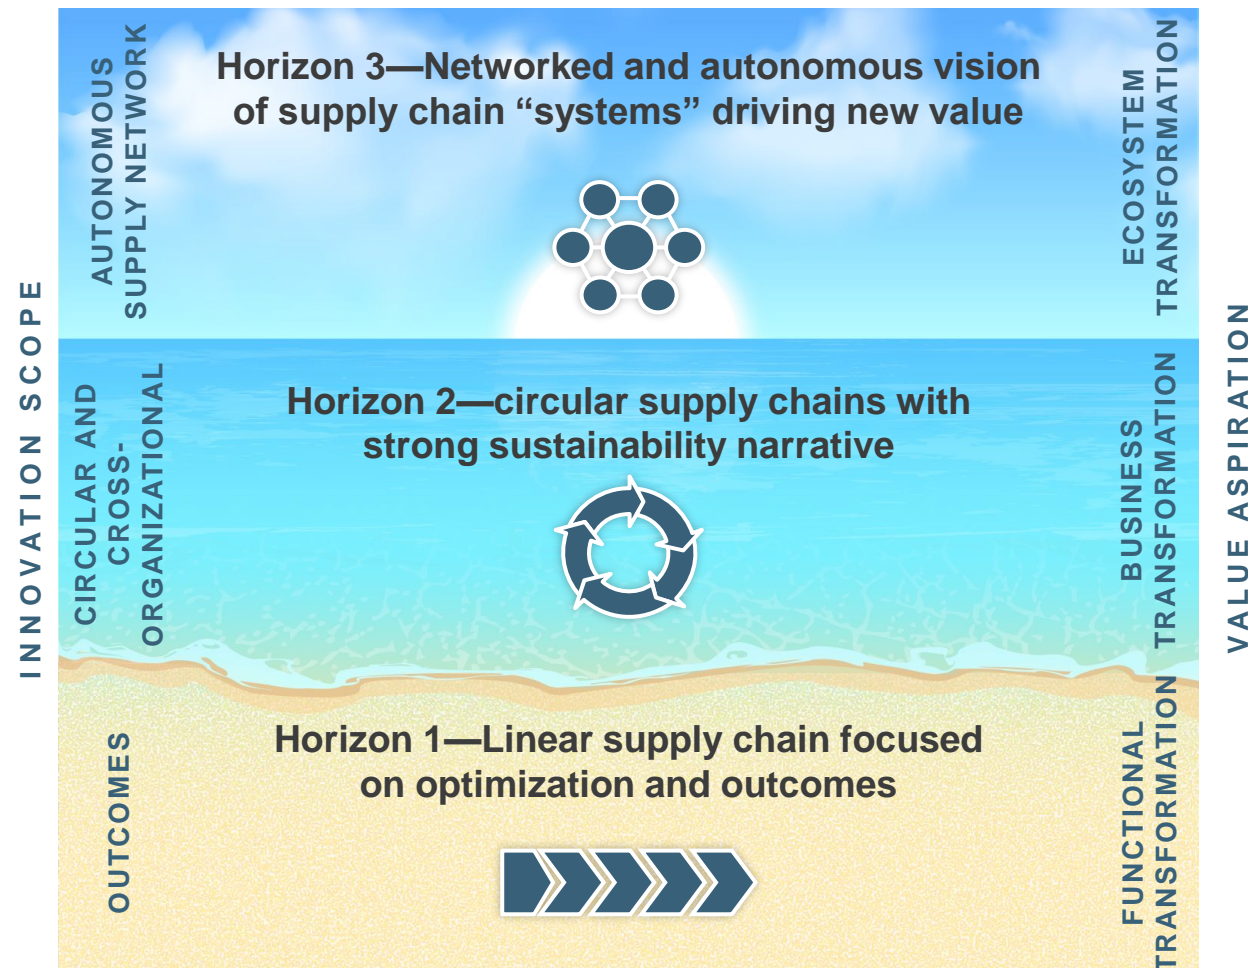 INNOVATION SCOPE
AUTONOMOUS
SUPPLY NETWORK
Horizon 3—Networked and autonomous vision
of supply chain “systems” driving new value
ECOSYSTEM
TRANSFORMATION
CIRCULAR AND
CROSS-
ORGANIZATIONAL
Horizon 2—circular supply chains with
strong sustainability narrative
BUSINESS
TRANSFORMATION
OUTCOMES
Horizon 1—Linear supply chain focused
on optimization and outcomes
FUNCTIONAL
TRANSFORMATION
VALUE ASPIRATION